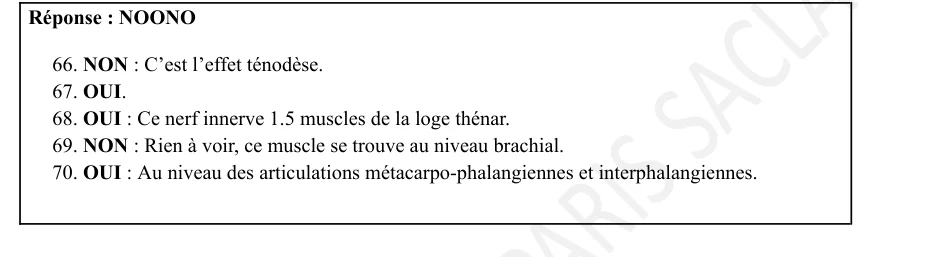 Réponse : NOONO
66. NON : C’est l’effet ténodèse.
67. OUI.
68. OUI : Ce nerf innerve 1.5 muscles de la loge thénar.
69. NON : Rien à voir, ce muscle se trouve au niveau brachial.
70. OUI : Au niveau des articulations métacarpo-phalangiennes et interphalangiennes.
PARIS SACLA